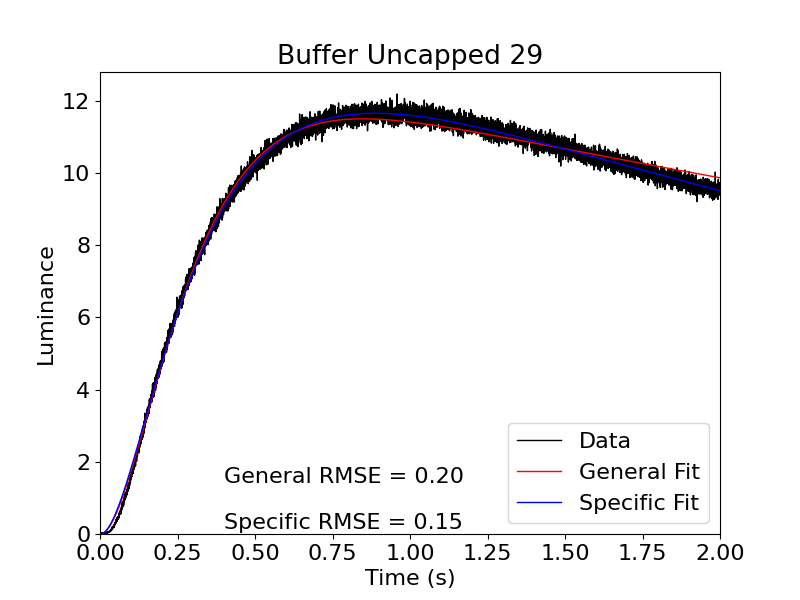 Buffer Uncapped 29
12
10
8
6
4
2
0
Luminance
General RMSE = 0.20
Specific RMSE = 0.15
Data
General Fit
Specific Fit
0.00 0.25 0.50 0.75 1.00 1.25 1.50 1.75 2.00
Time (s)